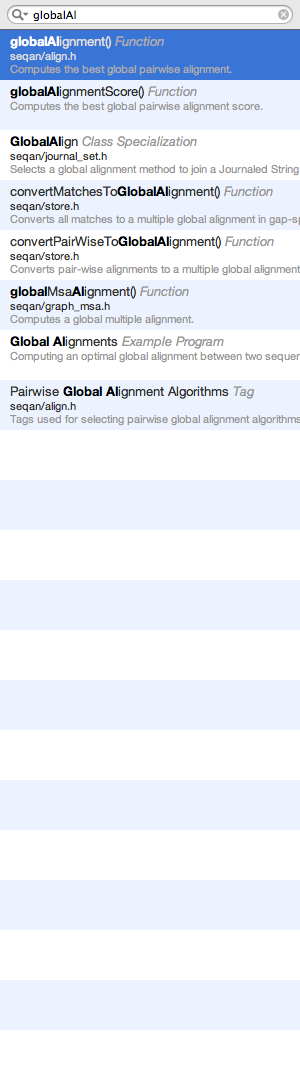 globalAl
globalAlignment() Function
seqan/align.h
Computes the best global pairwise alignment.
globalAlignmentScore() Function
Computes the best global pairwise alignment score.
GlobalAlign Class Specialization
seqan/journal_set.h
Selects a global alignment method to join a Journaled String
convertMatchesToGlobalAlignment() Function
seqan/store.h
Converts all matches to a multiple global alignment in gap-sp
convertPairWiseToGlobalAlignment() Function
seqan/store.h
Converts pair-wise alignments to a multiple global alignment
globalMsaAlignment() Function
seqan/graph_msa.h
Computes a global multiple alignment.
Global Alignments Example Program
Computing an optimal global alignment between two sequen
Pairwise Global Alignment Algorithms Tag
seqan/align.h
Tags used for selecting pairwise global alignment algorithms